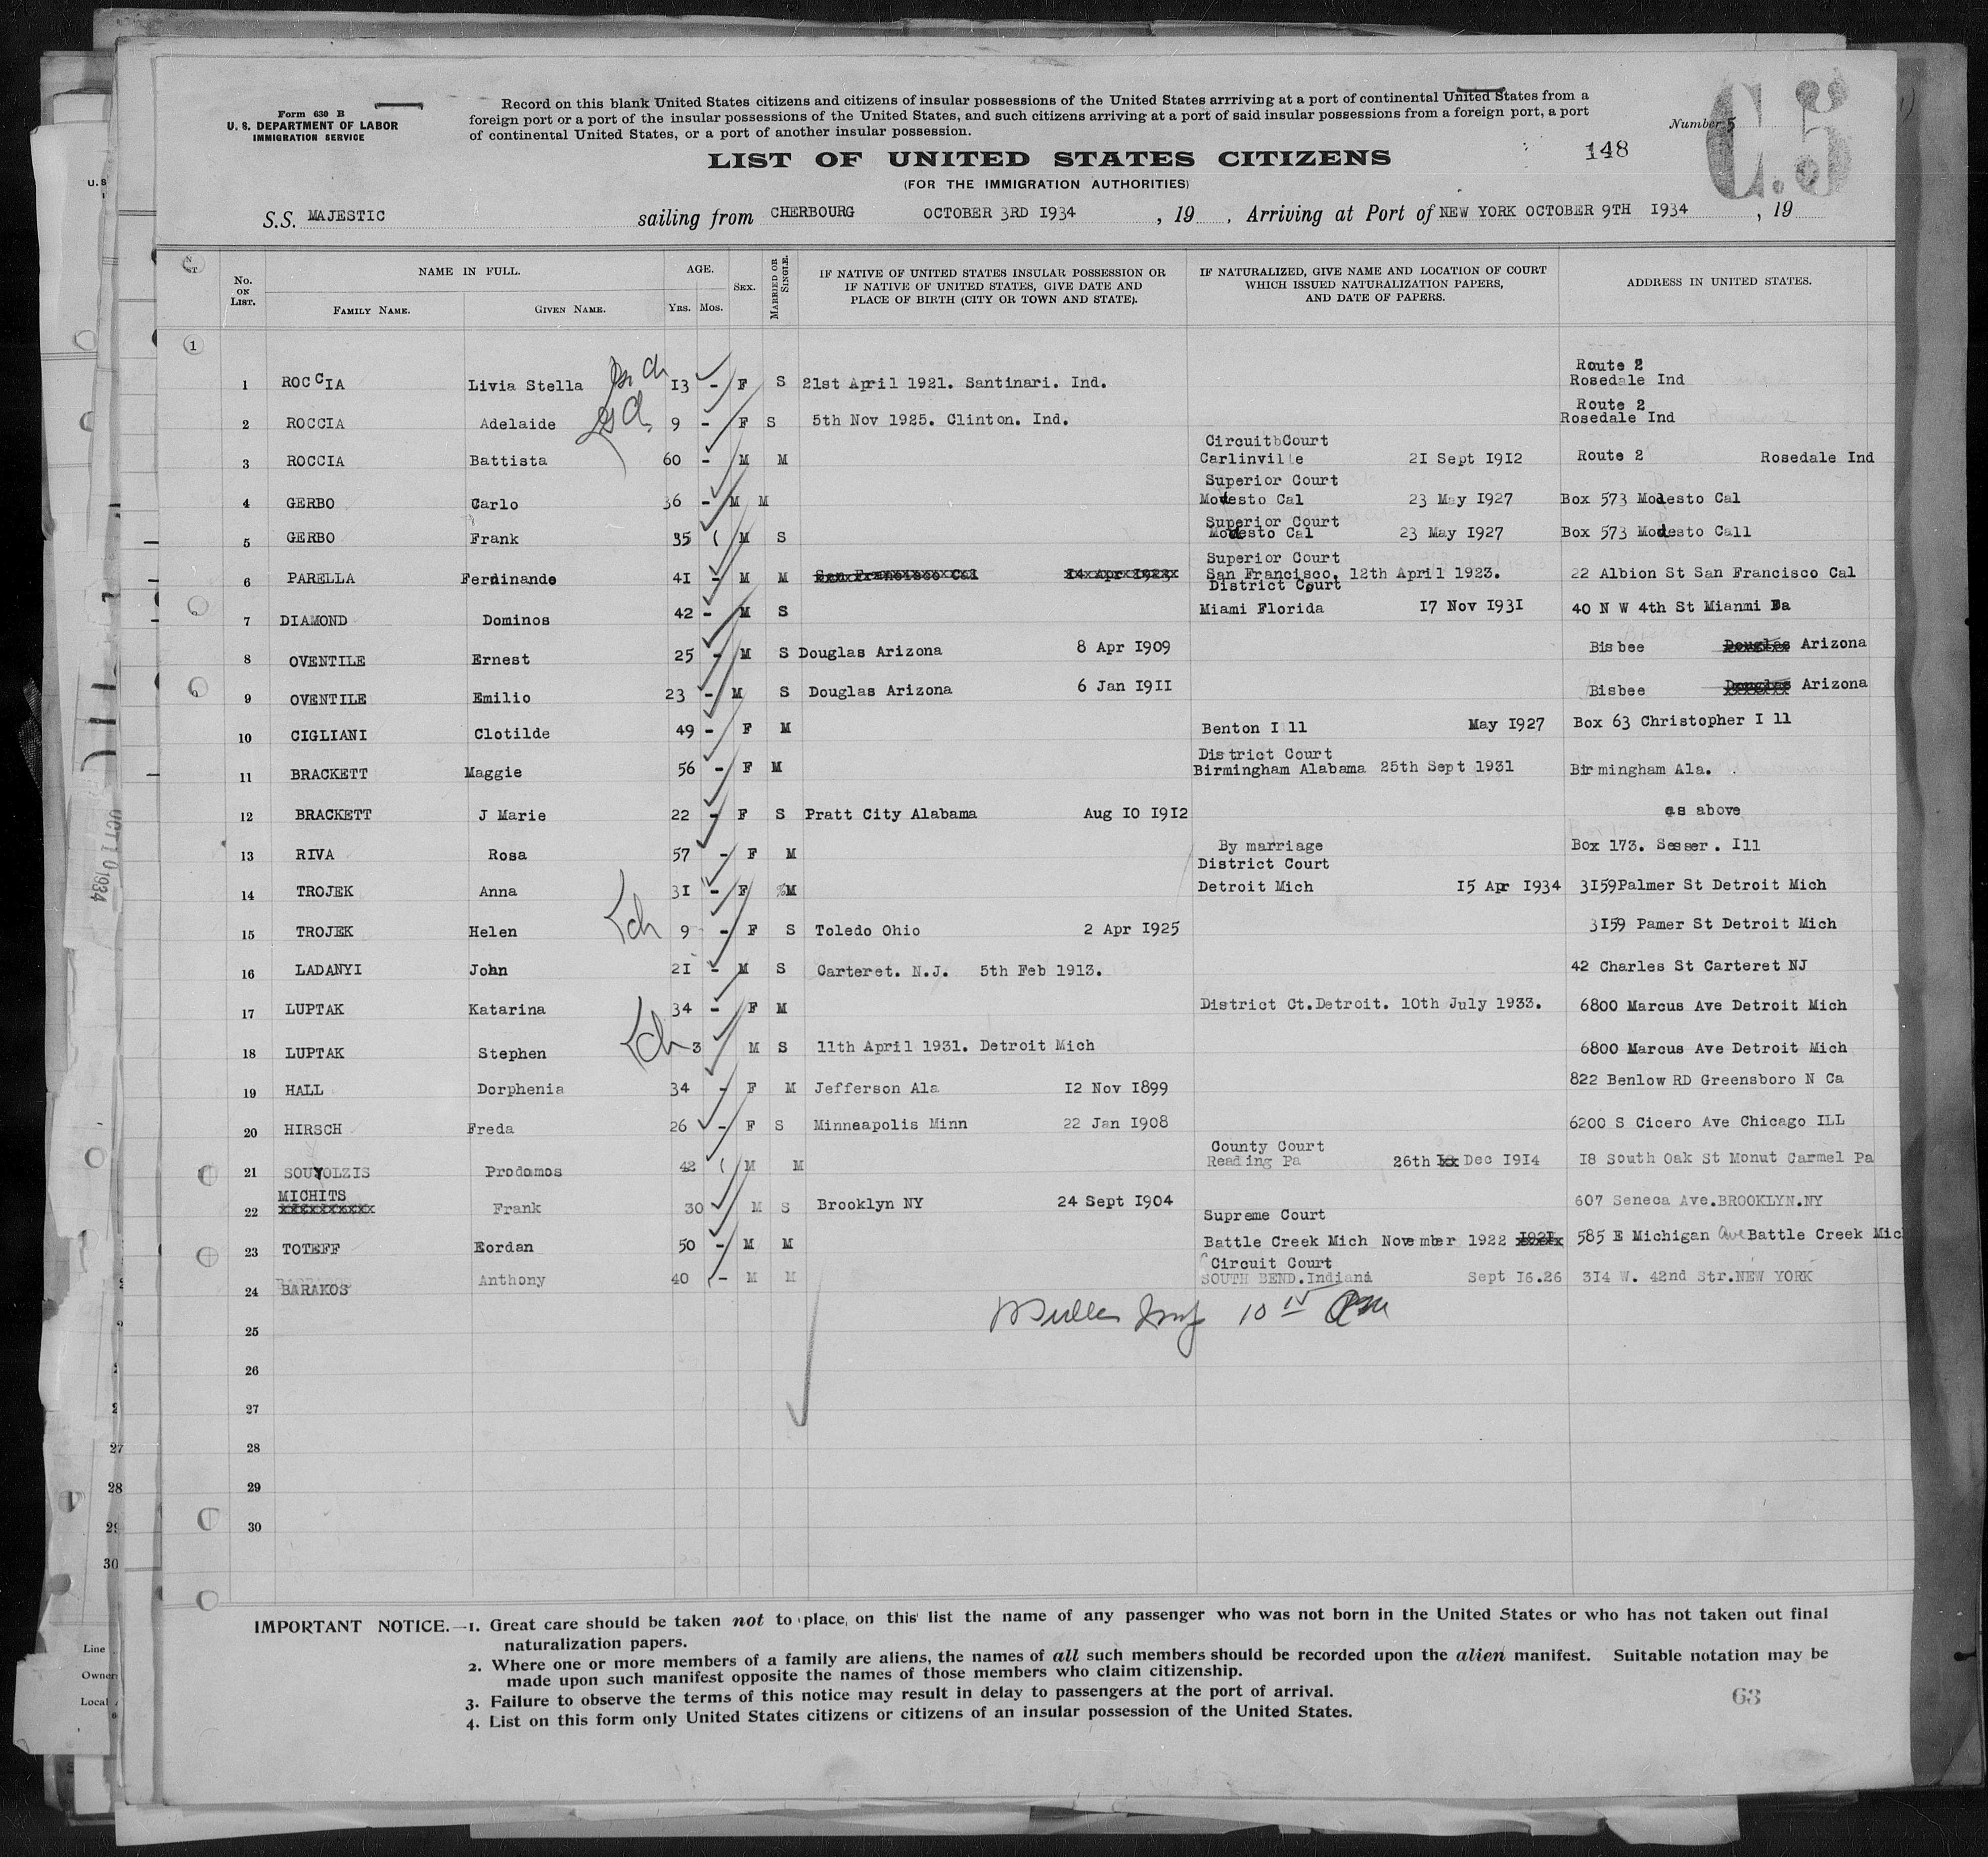 Form 630 B
U. S. DEPARTMENT OF LABOR
IMMIGRATION SERVICE
Record on this blank United States citizens and citizens of insular possessions of the United States arrriving at a port of continental United States from a
foreign port or a port of the insular possessions of the United States, and such citizens arriving at a port of said insular possessions from a foreign port, a port
of continental United States, or a port of another insular possession.
Number 5
C.5
148
LIST OF UNITED STATES CITIZENS
(FOR THE IMMIGRATION AUTHORITIES)
S.S. MAJESTIC sailing from CHERBOURG OCTOBER 3RD 1934 , 19 , Arriving at Port of NEW YORK OCTOBER 9TH 1934 , 19
No. ON LIST. NAME IN FULL. FAMILY NAME. GIVEN NAME. AGE. YRS. MOS. SEX. MARRIED OR SINGLE.
IF NATIVE OF UNITED STATES INSULAR POSSESSION OR
IF NATIVE OF UNITED STATES, GIVE DATE AND
PLACE OF BIRTH (CITY OR TOWN AND STATE).
IF NATURALIZED, GIVE NAME AND LOCATION OF COURT
WHICH ISSUED NATURALIZATION PAPERS,
AND DATE OF PAPERS.
ADDRESS IN UNITED STATES.
1
Route 2
1 ROCCIA Livia Stella 13 - F S 21st April 1921. Santinari. Ind. Rosedale Ind
Route 2
2 ROCCIA Adelaide 9 - F S 5th Nov 1925. Clinton. Ind. Rosedale Ind
CircuitbCourt
3 ROCCIA Battista 60 - M M Carlinville 21 Sept 1912 Route 2 Rosedale Ind
Superior Court
4 GERBO Carlo 36 - M M Modesto Cal 23 May 1927 Box 573 Modesto Cal
Superior Court
5 GERBO Frank 35 ( M S Modesto Cal 23 May 1927 Box 573 Modesto Call
Superior Court
6 PARELLA Ferdinando 41 - M M San Francisco Cal 14 Apr 1923 San Francisco, 12th April 1923. 22 Albion St San Francisco Cal
District Court
7 DIAMOND Dominos 42 - M S Miami Florida 17 Nov 1931 40 N W 4th St Mianmi
8 OVENTILE Ernest 25 - M S Douglas Arizona 8 Apr 1909 Bisbee Douglas Arizona
9 OVENTILE Emilio 23 - M S Douglas Arizona 6 Jan 1911 Bisbee Douglas Arizona
10 CIGLIANI Clotilde 49 - F M Benton I ll May 1927 Box 63 Christopher I ll
District Court
11 BRACKETT Maggie 56 - F M Birmingham Alabama 25th Sept 1931 Birmingham Ala.
12 BRACKETT J Marie 22 - F S Pratt City Alabama Aug 10 1912 as above
13 RIVA Rosa 57 - F M By marriage Box 173. Sesser. Ill
District Court
14 TROJEK Anna 31 - F M Detroit Mich 15 Apr 1934 3159Palmer St Detroit Mich
15 TROJEK Helen ch 9 - F S Toledo Ohio 2 Apr 1925 3159 Pamer St Detroit Mich
16 LADANYI John 21 - M S Carteret. N.J. 5th Feb 1913. 42 Charles St Carteret NJ
17 LUPTAK Katarina 34 - F M District Ct.Detroit. 10th July 1933. 6800 Marcus Ave Detroit Mich
18 LUPTAK Stephen ch 3 M S 11th April 1931. Detroit Mich 6800 Marcus Ave Detroit Mich
19 HALL Dorphenia 34 - F M Jefferson Ala 12 Nov 1899 822 Benlow RD Greensboro N Ca
20 HIRSCH Freda 26 - F S Minneapolis Minn 22 Jan 1908 6200 S Cicero Ave Chicago ILL
County Court
21 SOUVOLZIS Prodomos 42 ( M M Reading Pa 26th Dec 1914 18 South Oak St Monut Carmel Pa
MICHITS
22 Frank 30 M S Brooklyn NY 24 Sept 1904 607 Seneca Ave.BROOKLYN.NY
Supreme Court
23 TOTEFF Eordan 50 - M M Battle Creek Mich November 1922 1921 585 E Michigan Ave Battle Creek Mic
Circuit Court
24 BARAKOS Anthony 40 (- M M SOUTH BEND.Indiana Sept 16.26 314 W. 42nd Str.NEW YORK
25
26
27
28
29
30
IMPORTANT NOTICE.—1. Great care should be taken not to place on this list the name of any passenger who was not born in the United States or who has not taken out final
naturalization papers.
2. Where one or more members of a family are aliens, the names of all such members should be recorded upon the alien manifest. Suitable notation may be
made upon such manifest opposite the names of those members who claim citizenship.
3. Failure to observe the terms of this notice may result in delay to passengers at the port of arrival.
4. List on this form only United States citizens or citizens of an insular possession of the United States.
63
OCT 10 1934
27
28
29
30
Line
Owner
Local